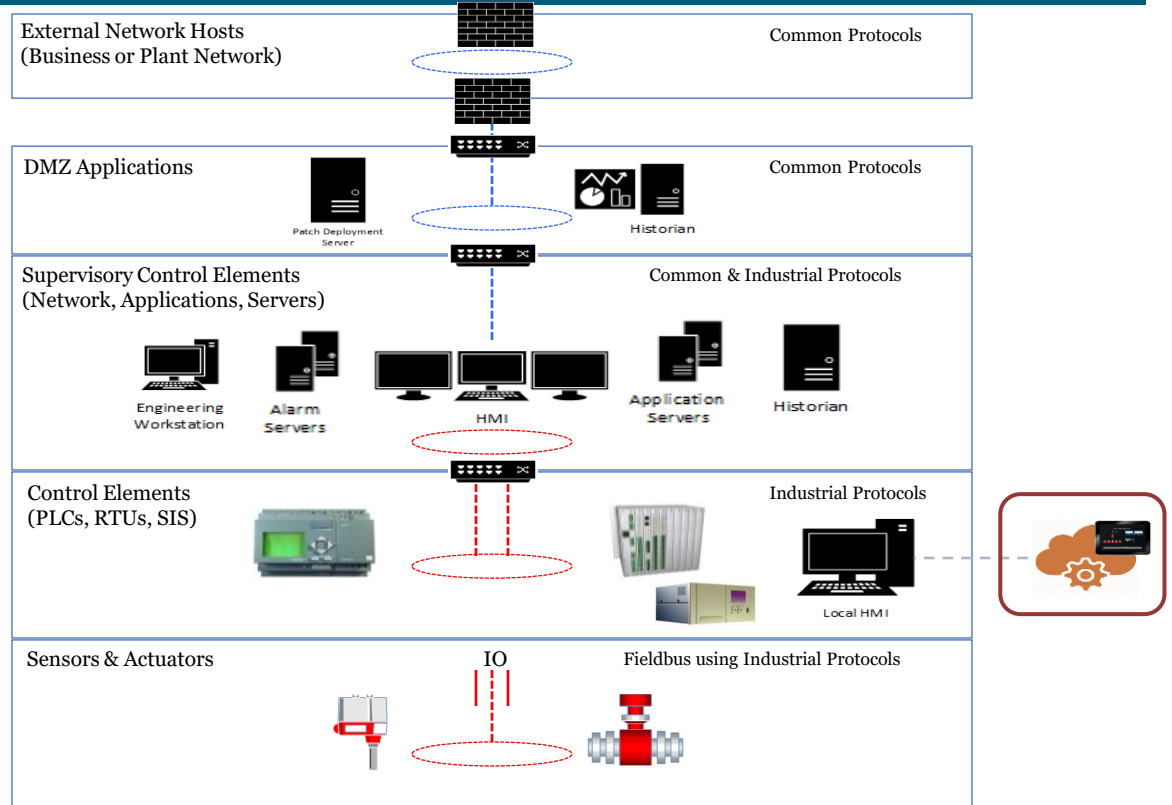 External Network Hosts
(Business or Plant Network)
Common Protocols
DMZ Applications
Common Protocols
Patch Deployment
Server
Historian
Supervisory Control Elements
(Network, Applications, Servers)
Common & Industrial Protocols
Engineering
Workstation
Alarm
Servers
HMI
Application
Servers
Historian
Control Elements
(PLCs, RTUs, SIS)
Industrial Protocols
Local HMI
Sensors & Actuators
IO
Fieldbus using Industrial Protocols